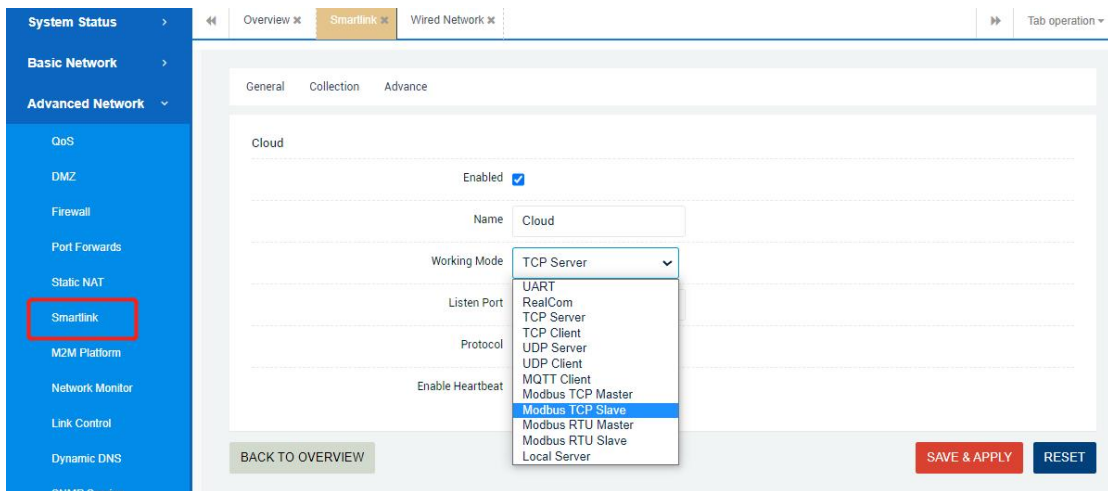 System Status
Basic Network
Advanced Network
QoS
DMZ
Firewall
Port Forwards
Static NAT
Smartlink
M2M Platform
Network Monitor
Link Control
Dynamic DNS
Overview
Smartlink
Wired Network
Tab operation
General
Collection
Advance
Cloud
Enabled
Name
Cloud
Working Mode
TCP Server
UART
RealCom
TCP Server
TCP Client
UDP Server
UDP Client
MQTT Client
Modbus TCP Master
Modbus TCP Slave
Modbus RTU Master
Modbus RTU Slave
Local Server
Listen Port
Protocol
Enable Heartbeat
BACK TO OVERVIEW
SAVE & APPLY
RESET